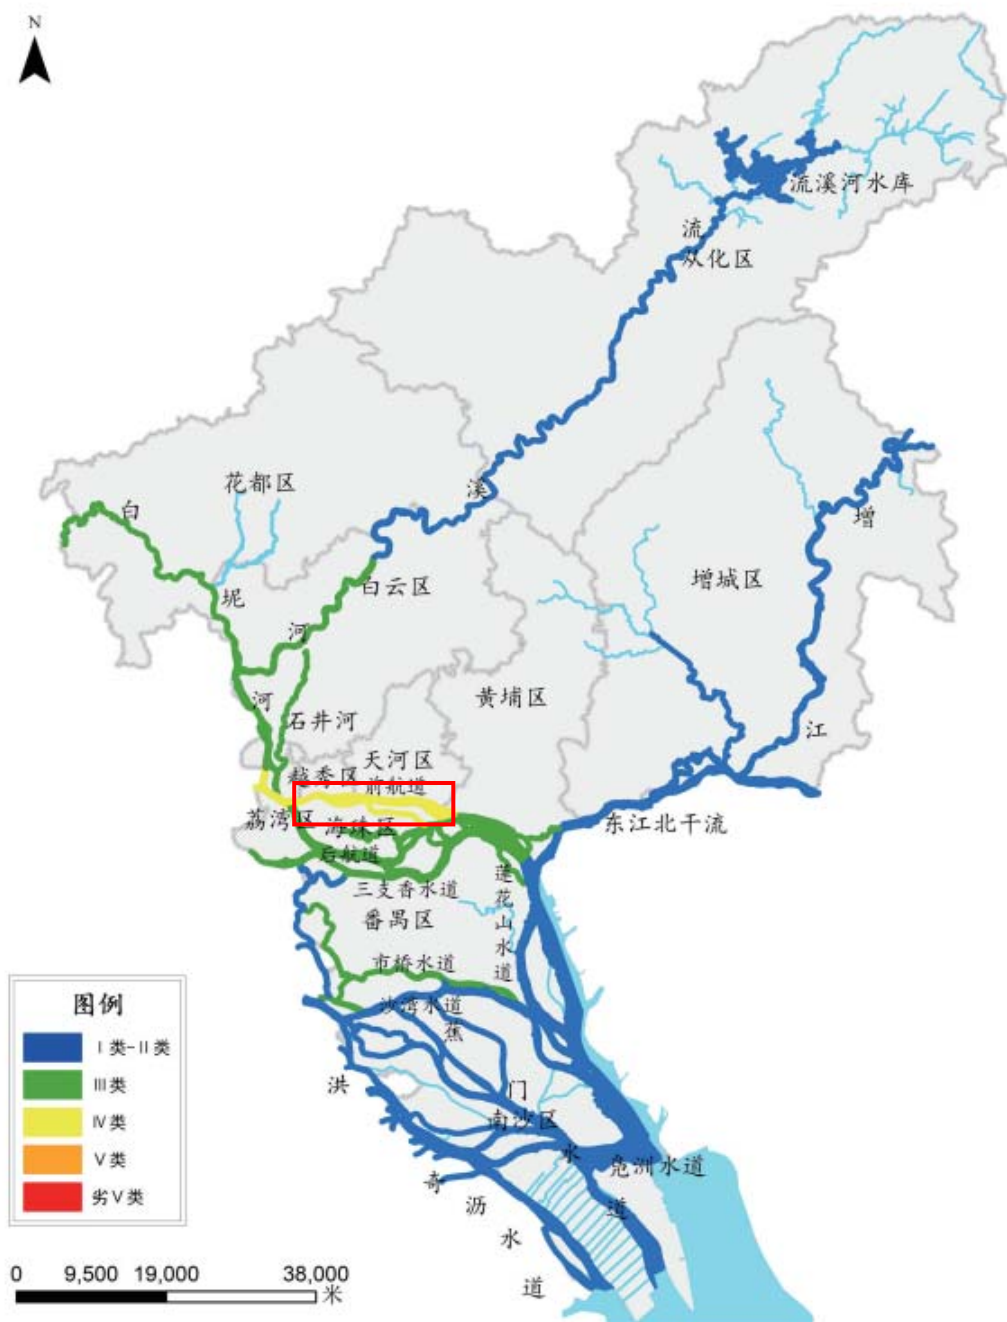 N
流溪河水库
流
从化区
花都区
溪
白
增
坭
白云区
增城区
河
河
石井河
黄埔区
江
天河区
越秀区
前航道
荔湾区
海珠区
东江北干流
后航道
三支香水道
番禺区
莲花山水道
市桥水道
沙湾水道
蕉
洪
门
南沙区
水
凫洲水道
奇
沥
道
水
道
图例
Ⅰ类-Ⅱ类
Ⅲ类
Ⅳ类
Ⅴ类
劣Ⅴ类
0 9,500 19,000 38,000
米